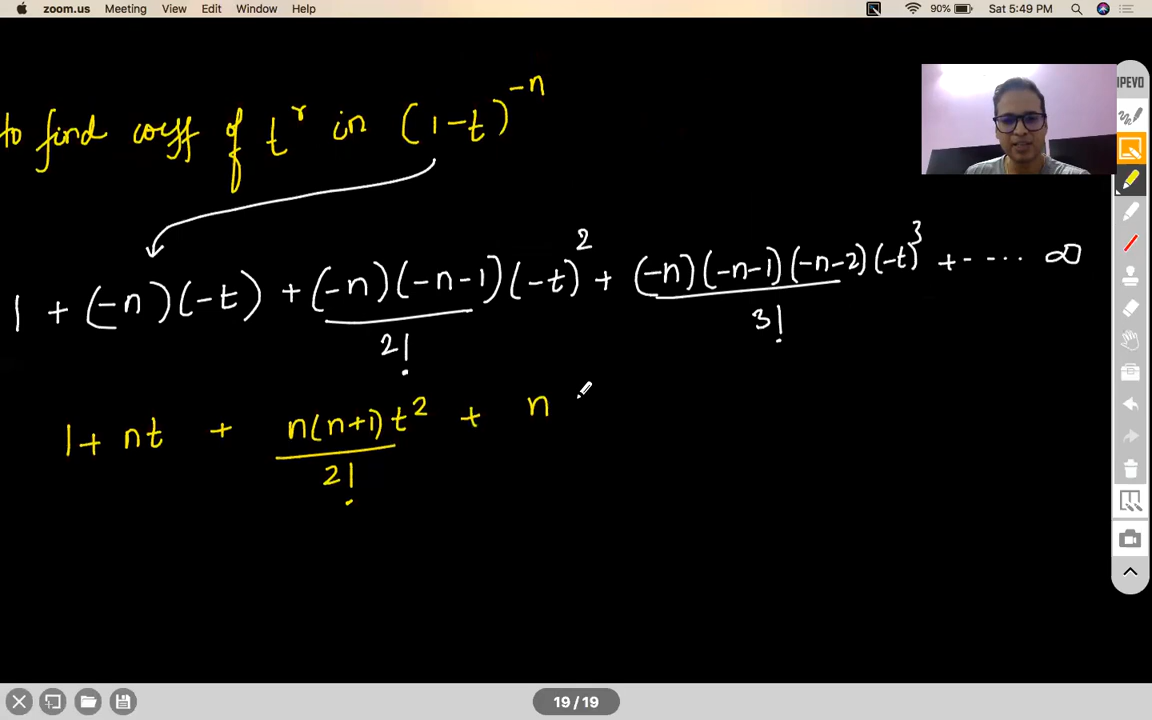 zoom.us Meeting View Edit Window Help 90% Sat 5:49 PM
IPEVO
to find coeff of t^r in (1-t)^-n
1 + (-n)(-t) + (-n)(-n-1)(-t)^2 + (-n)(-n-1)(-n-2)(-t)^3 + ---- ∞
2! 3!
1 + nt + n(n+1)t^2 + n
2!
19 / 19